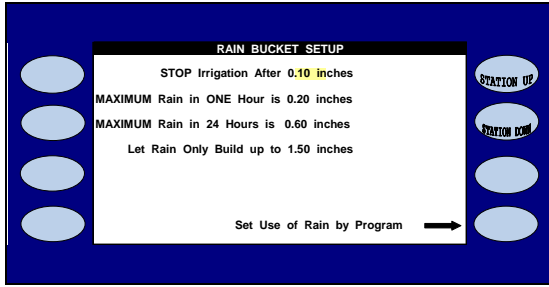 RAIN BUCKET SETUP
STOP Irrigation After 0.10 inches
STATION UP
MAXIMUM Rain in ONE Hour is 0.20 inches
MAXIMUM Rain in 24 Hours is 0.60 inches
STATION DOWN
Let Rain Only Build up to 1.50 inches
Set Use of Rain by Program